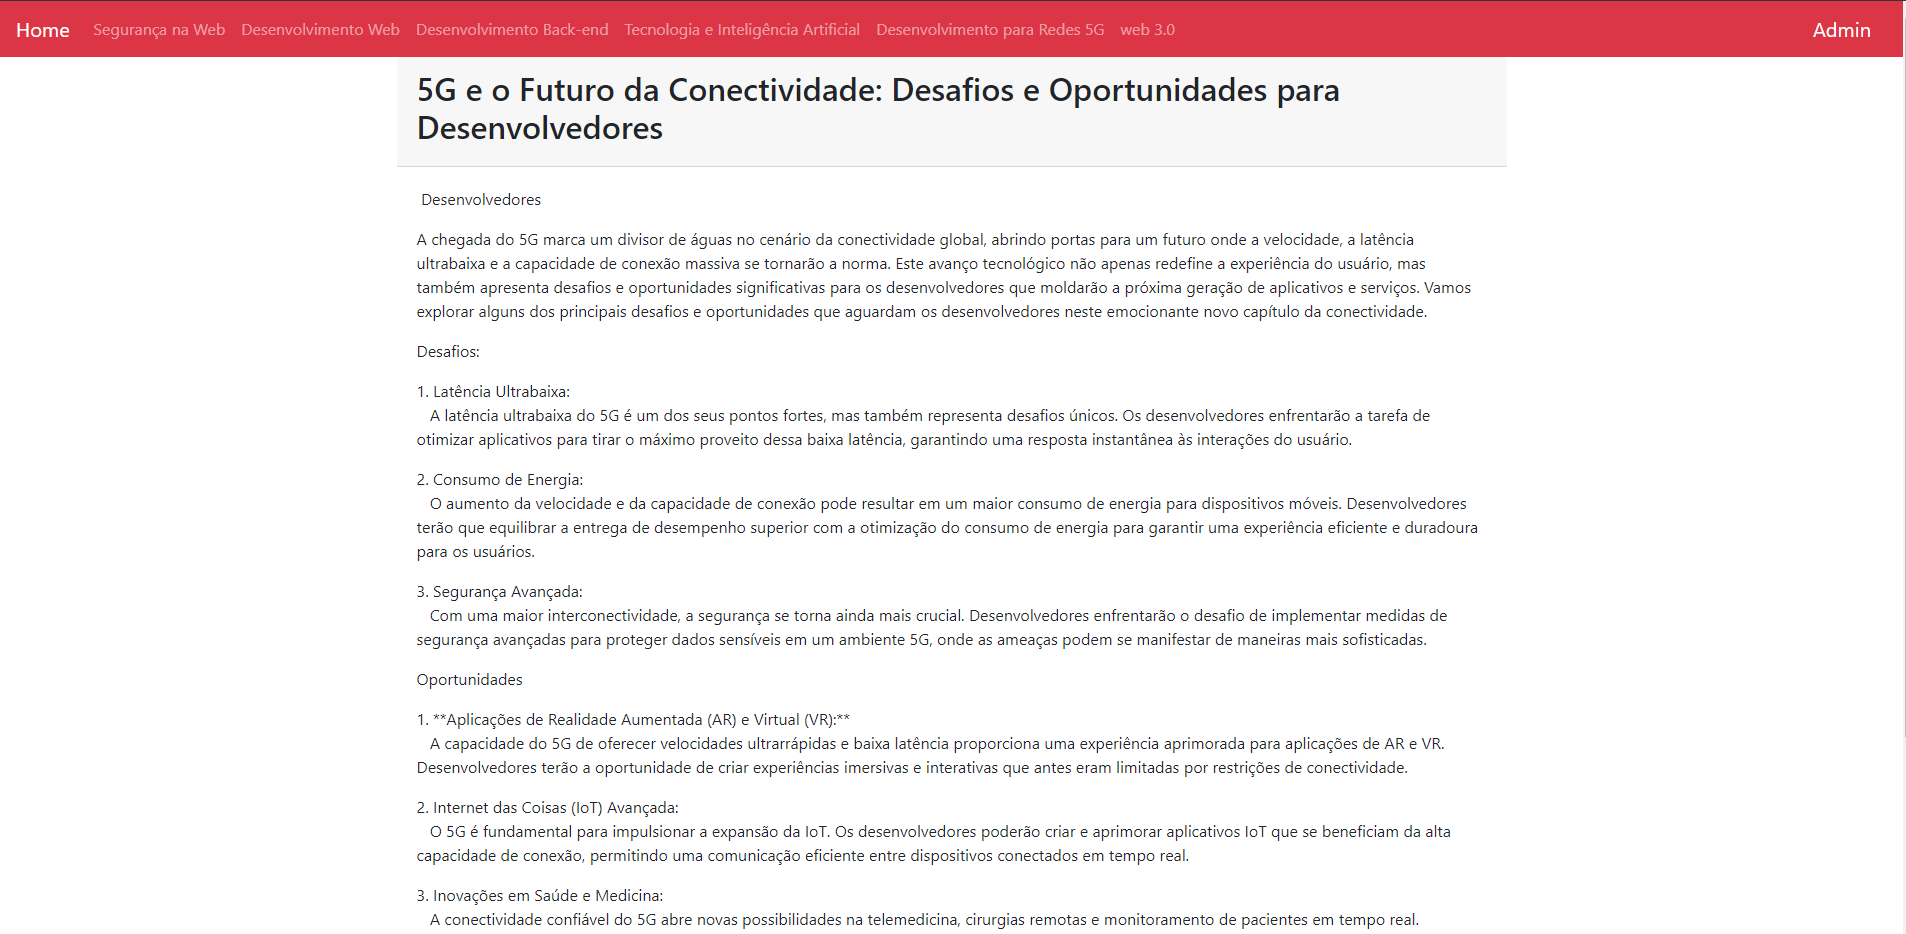 Home Segurança na Web Desenvolvimento Web Desenvolvimento Back-end Tecnologia e Inteligência Artificial Desenvolvimento para Redes 5G web 3.0 Admin
5G e o Futuro da Conectividade: Desafios e Oportunidades para
Desenvolvedores
Desenvolvedores
A chegada do 5G marca um divisor de águas no cenário da conectividade global, abrindo portas para um futuro onde a velocidade, a latência
ultrabaixa e a capacidade de conexão massiva se tornarão a norma. Este avanço tecnológico não apenas redefine a experiência do usuário, mas
também apresenta desafios e oportunidades significativas para os desenvolvedores que moldarão a próxima geração de aplicativos e serviços. Vamos
explorar alguns dos principais desafios e oportunidades que aguardam os desenvolvedores neste emocionante novo capítulo da conectividade.
Desafios:
1. Latência Ultrabaixa:
A latência ultrabaixa do 5G é um dos seus pontos fortes, mas também representa desafios únicos. Os desenvolvedores enfrentarão a tarefa de
otimizar aplicativos para tirar o máximo proveito dessa baixa latência, garantindo uma resposta instantânea às interações do usuário.
2. Consumo de Energia:
O aumento da velocidade e da capacidade de conexão pode resultar em um maior consumo de energia para dispositivos móveis. Desenvolvedores
terão que equilibrar a entrega de desempenho superior com a otimização do consumo de energia para garantir uma experiência eficiente e duradoura
para os usuários.
3. Segurança Avançada:
Com uma maior interconectividade, a segurança se torna ainda mais crucial. Desenvolvedores enfrentarão o desafio de implementar medidas de
segurança avançadas para proteger dados sensíveis em um ambiente 5G, onde as ameaças podem se manifestar de maneiras mais sofisticadas.
Oportunidades
1. **Aplicações de Realidade Aumentada (AR) e Virtual (VR):**
A capacidade do 5G de oferecer velocidades ultrarrápidas e baixa latência proporciona uma experiência aprimorada para aplicações de AR e VR.
Desenvolvedores terão a oportunidade de criar experiências imersivas e interativas que antes eram limitadas por restrições de conectividade.
2. Internet das Coisas (IoT) Avançada:
O 5G é fundamental para impulsionar a expansão da IoT. Os desenvolvedores poderão criar e aprimorar aplicativos IoT que se beneficiam da alta
capacidade de conexão, permitindo uma comunicação eficiente entre dispositivos conectados em tempo real.
3. Inovações em Saúde e Medicina:
A conectividade confiável do 5G abre novas possibilidades na telemedicina, cirurgias remotas e monitoramento de pacientes em tempo real.